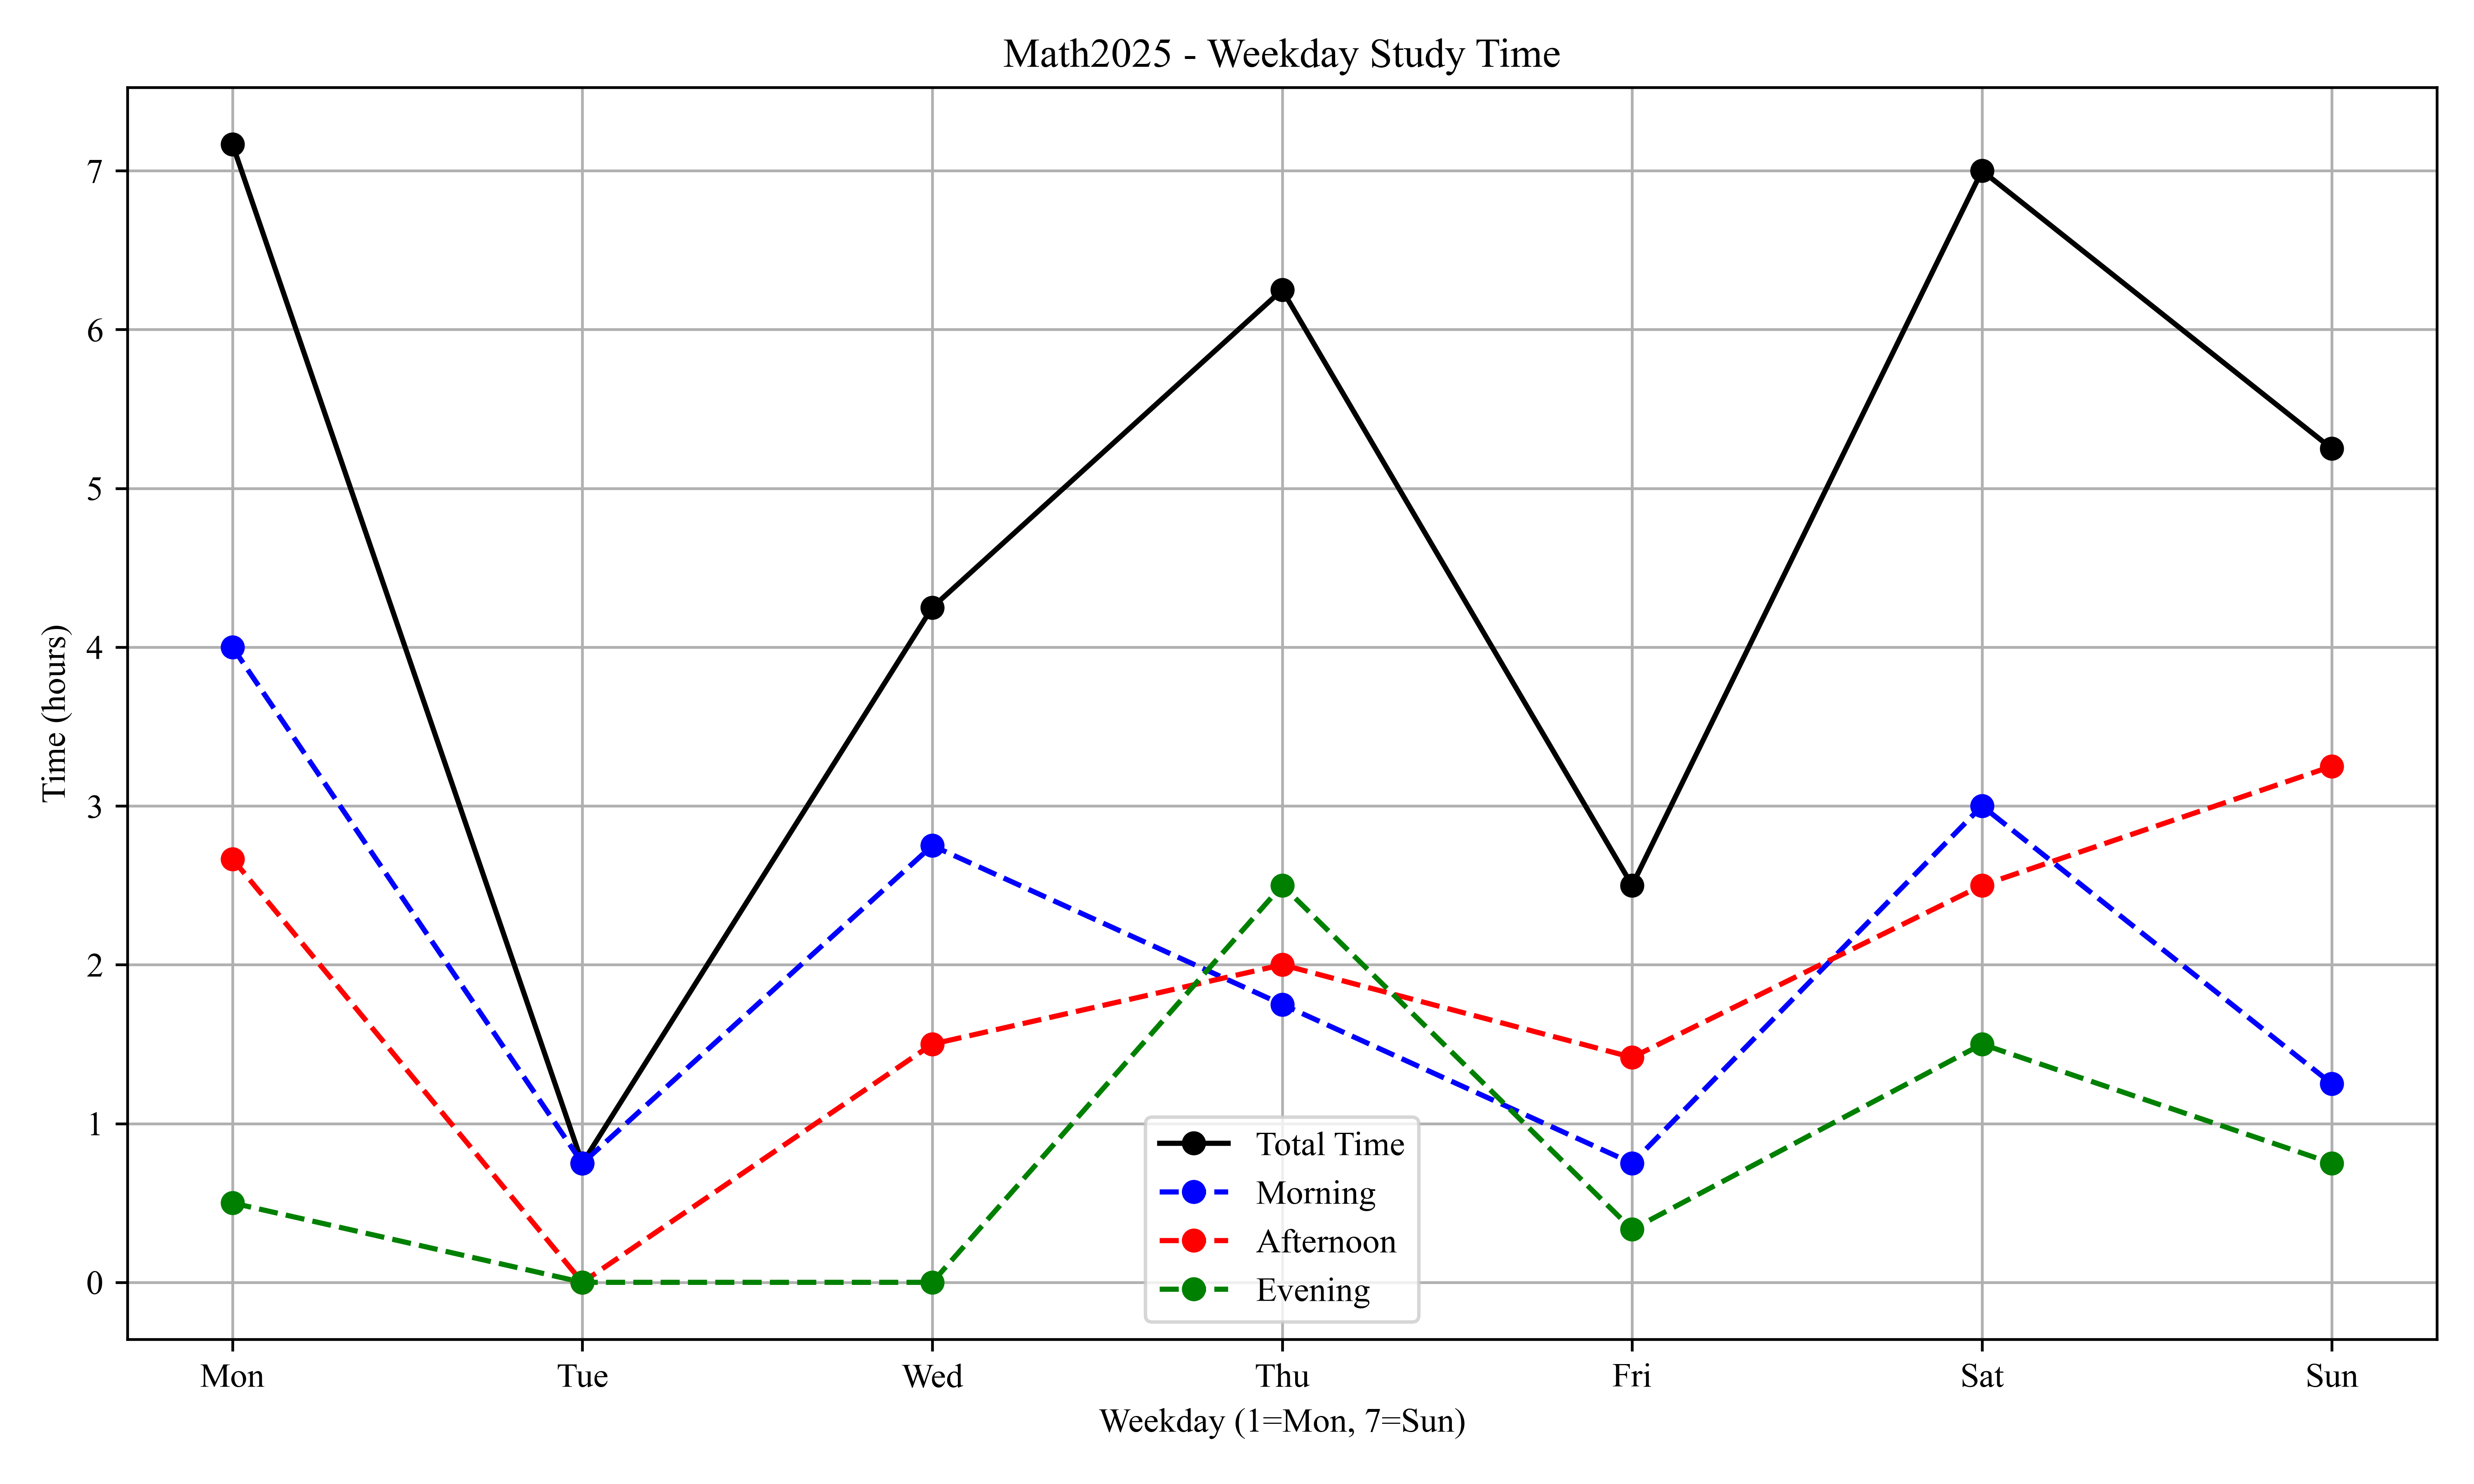 Math2025 - Weekday Study Time
Time (hours)
7
6
5
4
3
2
1
0
Total Time
Morning
Afternoon
Evening
Mon Tue Wed Thu Fri Sat Sun
Weekday (1=Mon, 7=Sun)